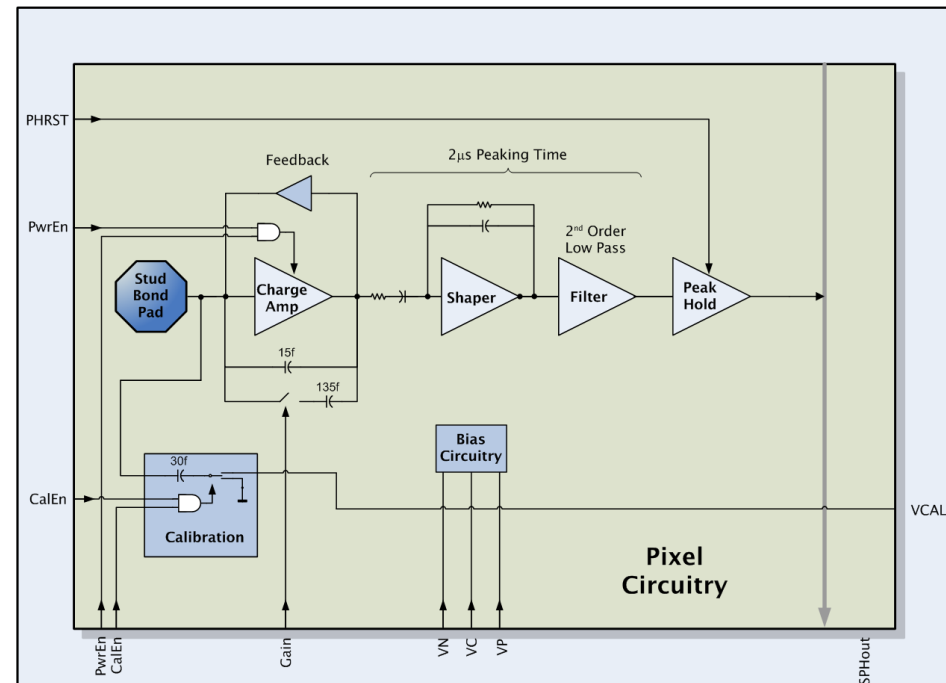 PHRST
2μs Peaking Time
Feedback
PwrEn
2nd Order
Low Pass
Stud
Bond
Pad
Charge
Amp
Shaper
Filter
Peak
Hold
15f
135f
Bias
Circuitry
30f
CalEn
Calibration
VCAL
Pixel
Circuitry
PwrEn
CalEn
Gain
VN
VC
VP
SPHout